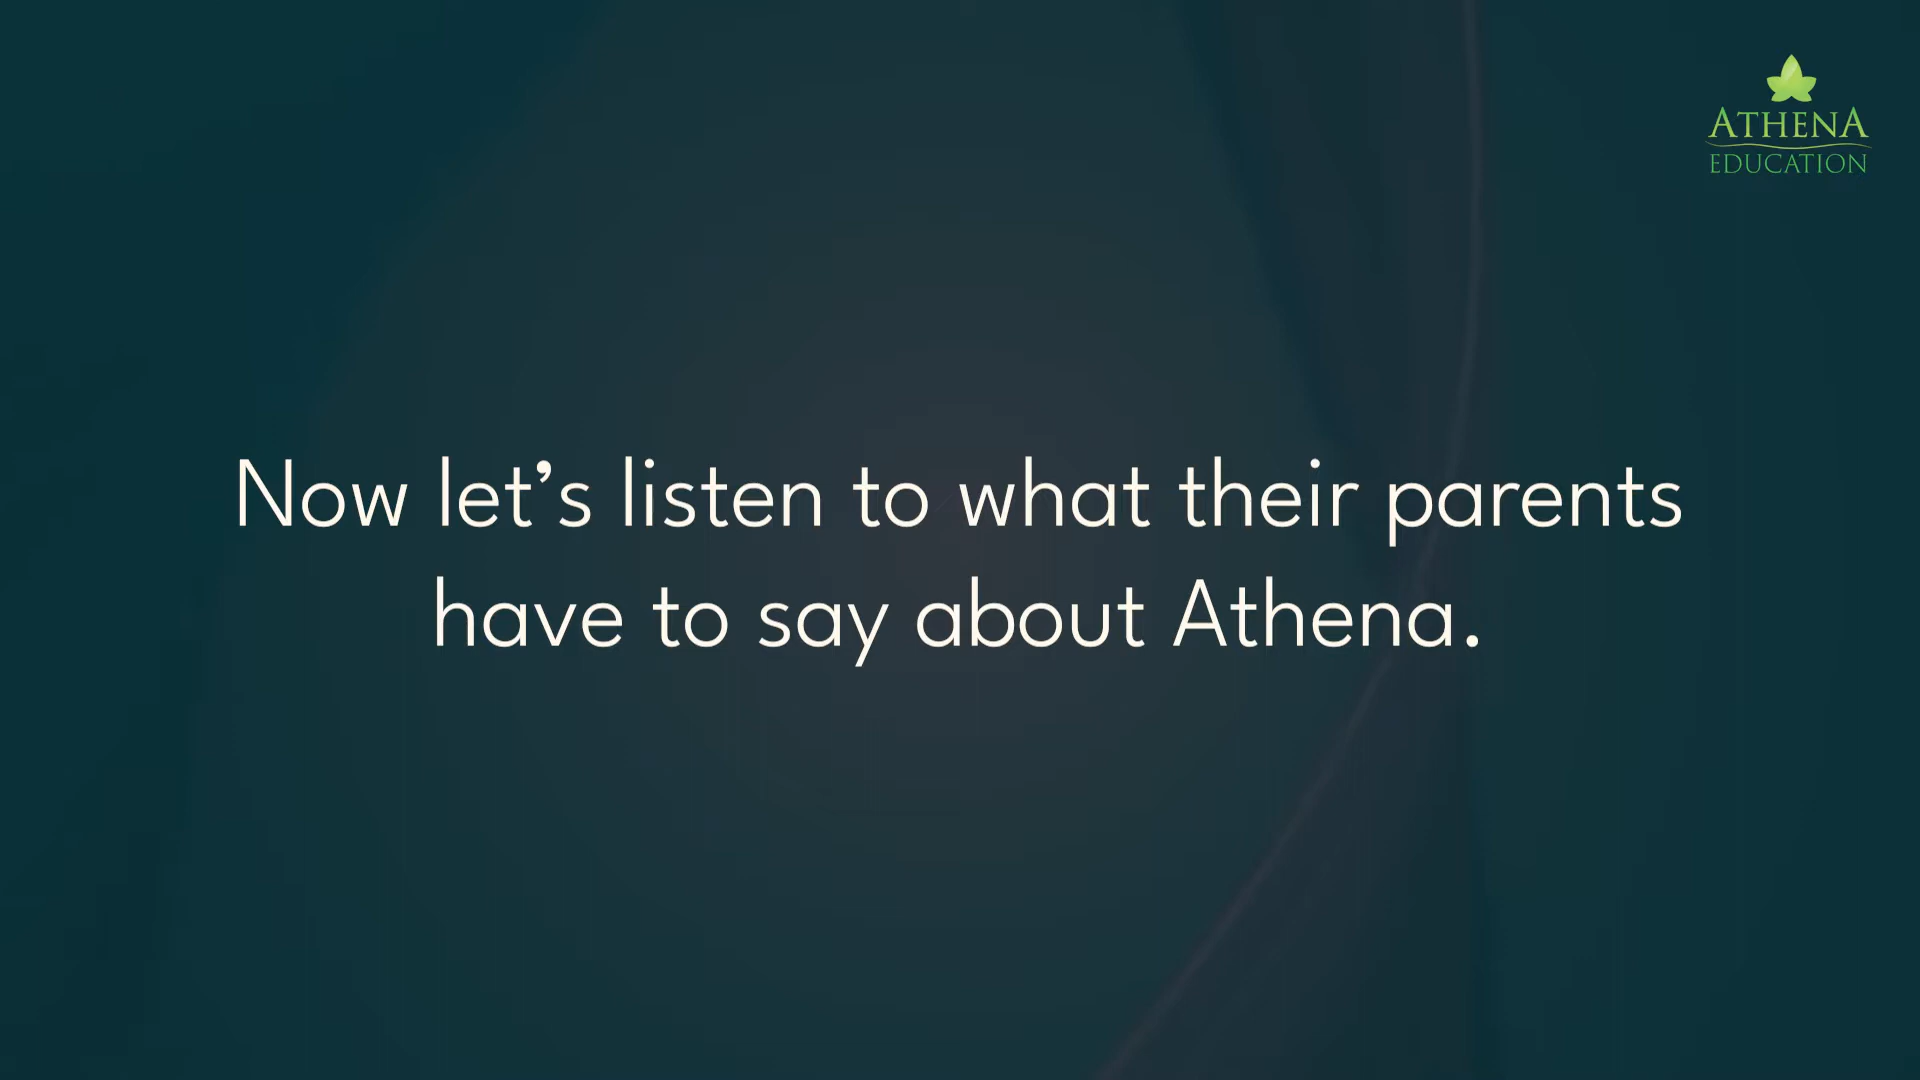 ATHENA
EDUCATION
Now let’s listen to what their parents
have to say about Athena.